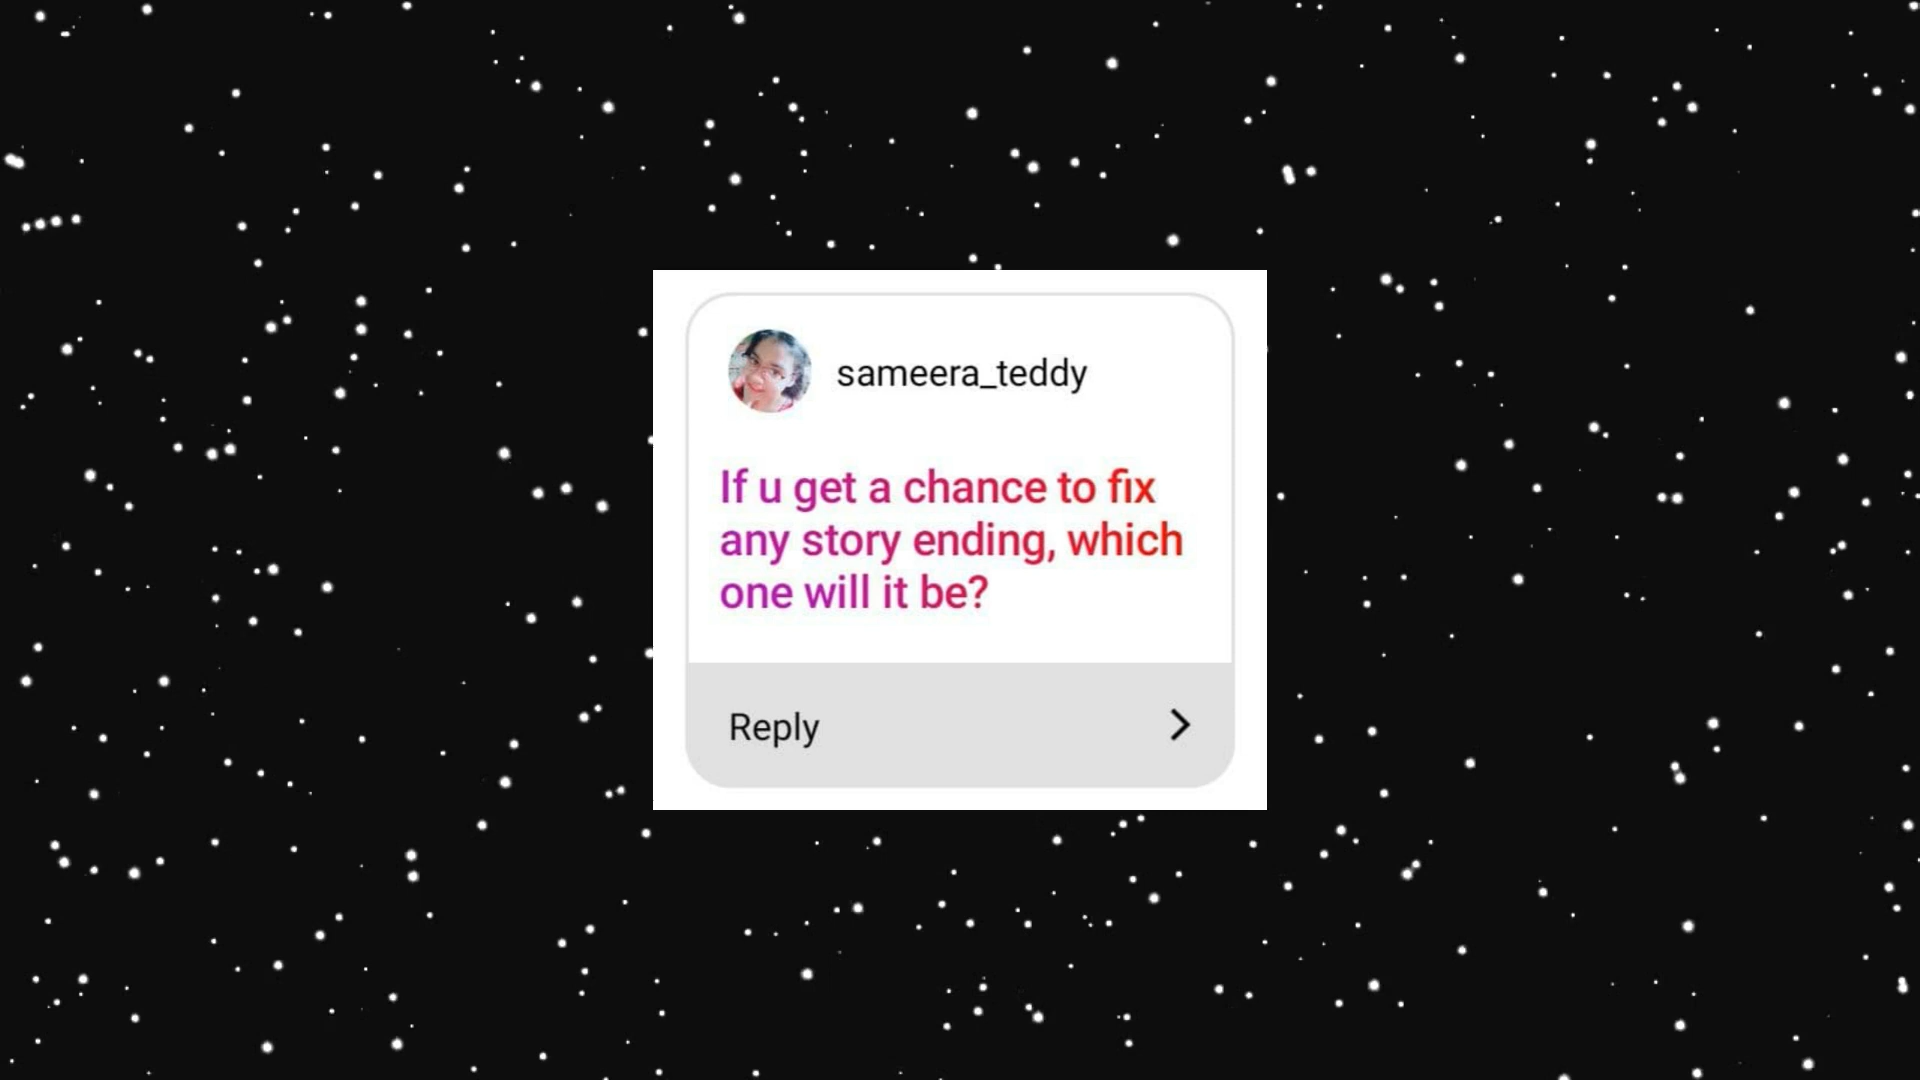 sameera_teddy
If u get a chance to fix
any story ending, which
one will it be?
Reply